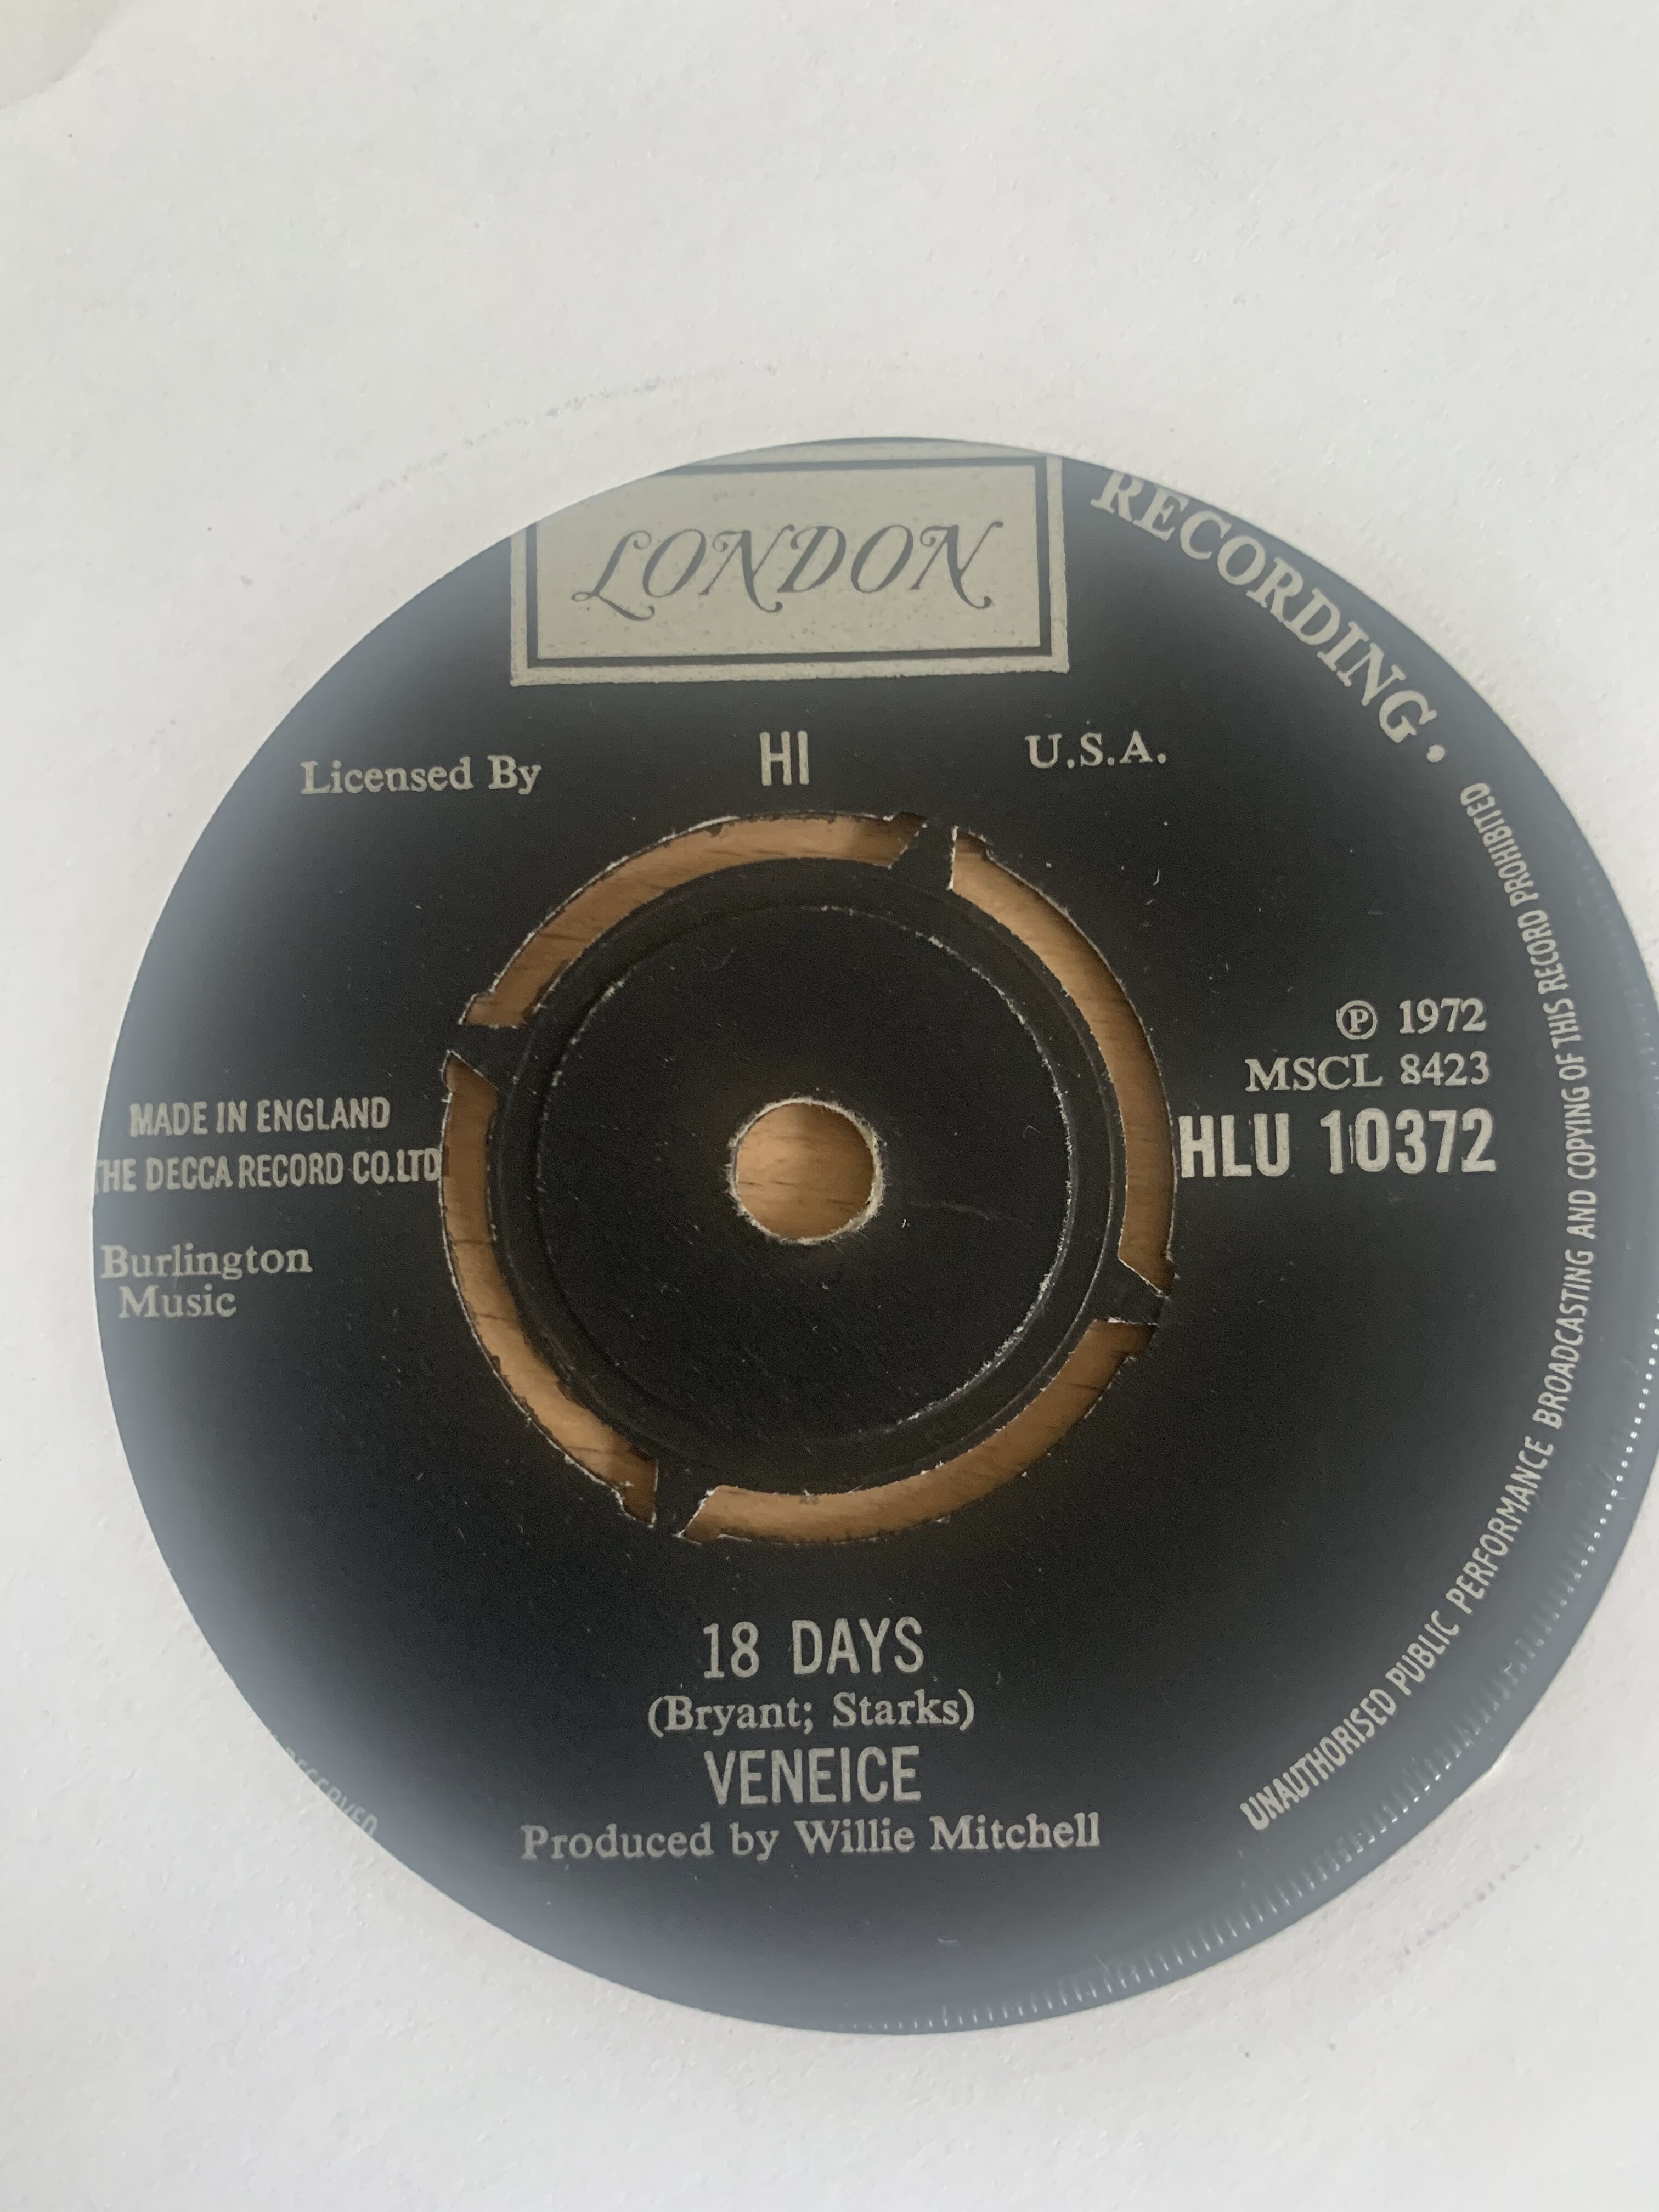 LONDON
RECORDING.
Licensed By HI U.S.A.
℗ 1972
MSCL 8423
HLU 10372
MADE IN ENGLAND
THE DECCA RECORD CO.LTD
Burlington
Music
18 DAYS
(Bryant; Starks)
VENEICE
Produced by Willie Mitchell
UNAUTHORISED PUBLIC PERFORMANCE BROADCASTING AND COPYING OF THIS RECORD PROHIBITED